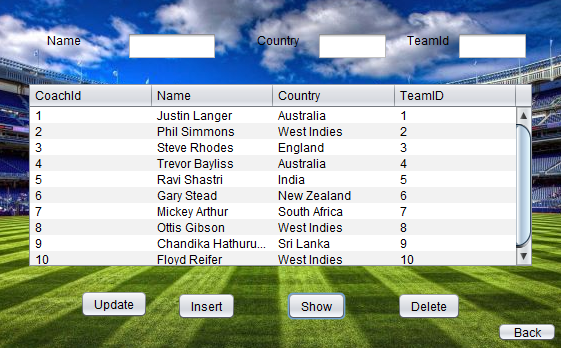 Name Country TeamId
CoachId Name Country TeamID
1 Justin Langer Australia 1
2 Phil Simmons West Indies 2
3 Steve Rhodes England 3
4 Trevor Bayliss Australia 4
5 Ravi Shastri India 5
6 Gary Stead New Zealand 6
7 Mickey Arthur South Africa 7
8 Ottis Gibson West Indies 8
9 Chandika Hathuru... Sri Lanka 9
10 Floyd Reifer West Indies 10
Update Insert Show Delete
Back